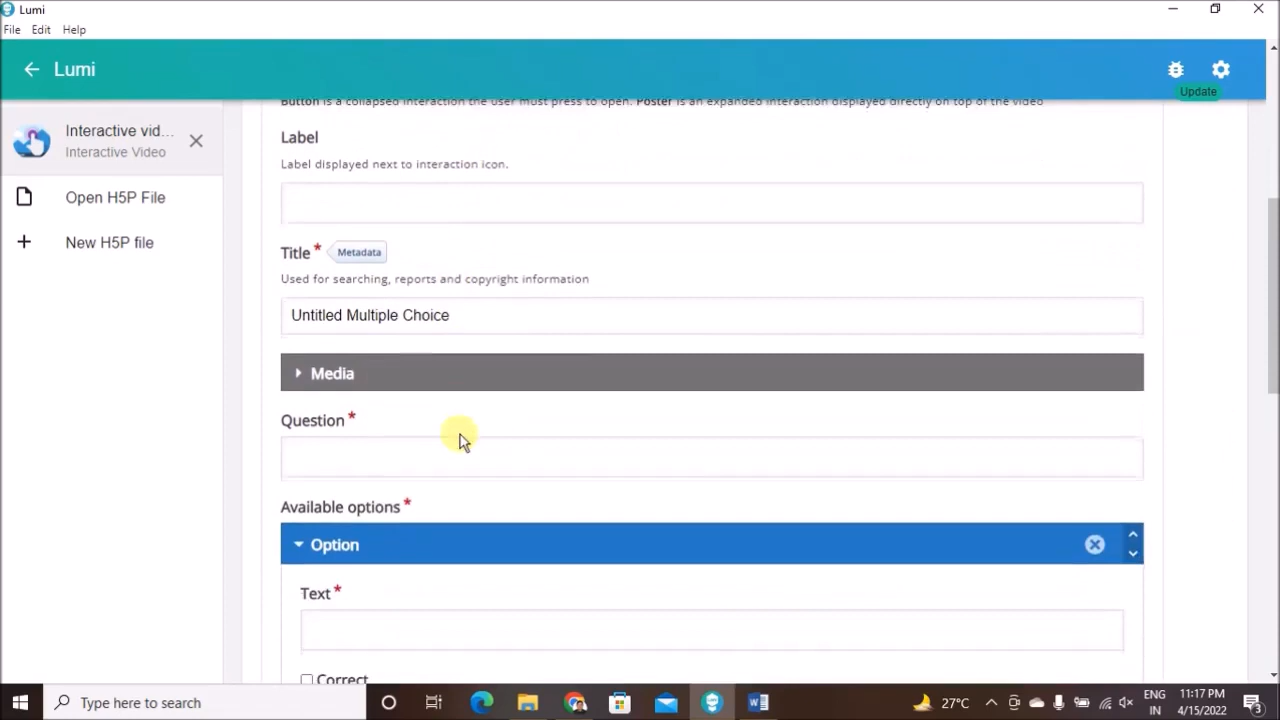 Lumi
File Edit Help
Lumi
Update
Interactive vid...
Interactive Video
Open H5P File
New H5P file
Button is a collapsed interaction the user must press to open. Poster is an expanded interaction displayed directly on top of the video
Label
Label displayed next to interaction icon.
Title * Metadata
Used for searching, reports and copyright information
Untitled Multiple Choice
Media
Question *
Available options *
Option
Text *
Correct
Type here to search
27°C
ENG
IN
11:17 PM
4/15/2022
3